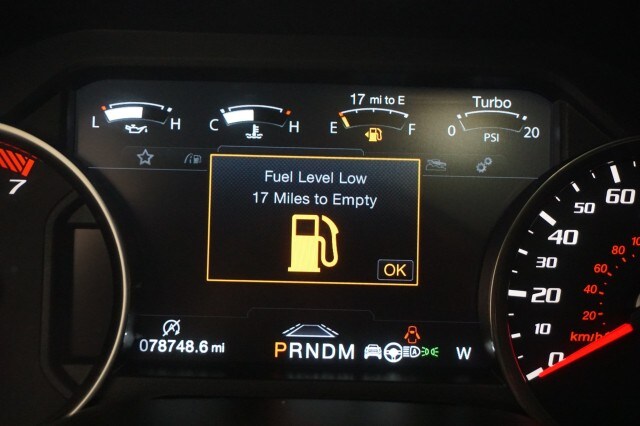 17 mi to E
Turbo
L H
C H
E F
0 PSI 20
Fuel Level Low
17 Miles to Empty
OK
7
078748.6 mi
PRNDM
A
W
60
50
40
30
20
10
0
80
60
40
20
km/h